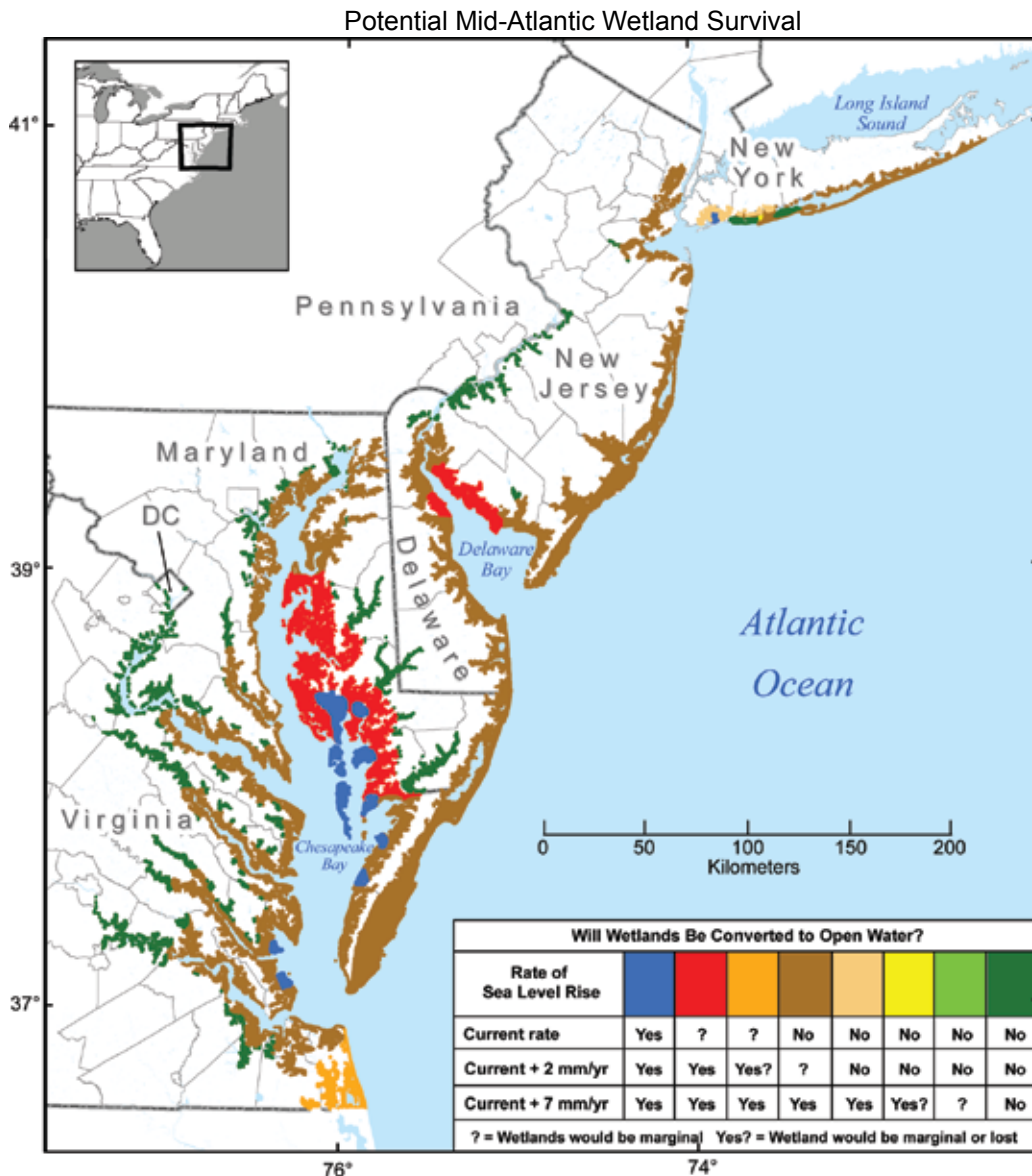 Potential Mid-Atlantic Wetland Survival
41°
Long Island
Sound
New
York
Pennsylvania
New
Jersey
Maryland
DC
39°
Delaware
Delaware
Bay
Atlantic
Ocean
Virginia
Chesapeake
Bay
0 50 100 150 200
Kilometers
37°
Will Wetlands Be Converted to Open Water?
Rate of
Sea Level Rise
Current rate Yes ? ? No No No No No
Current + 2 mm/yr Yes Yes Yes? ? No No No No
Current + 7 mm/yr Yes Yes Yes Yes Yes Yes? ? No
? = Wetlands would be marginal Yes? = Wetland would be marginal or lost
76° 74°